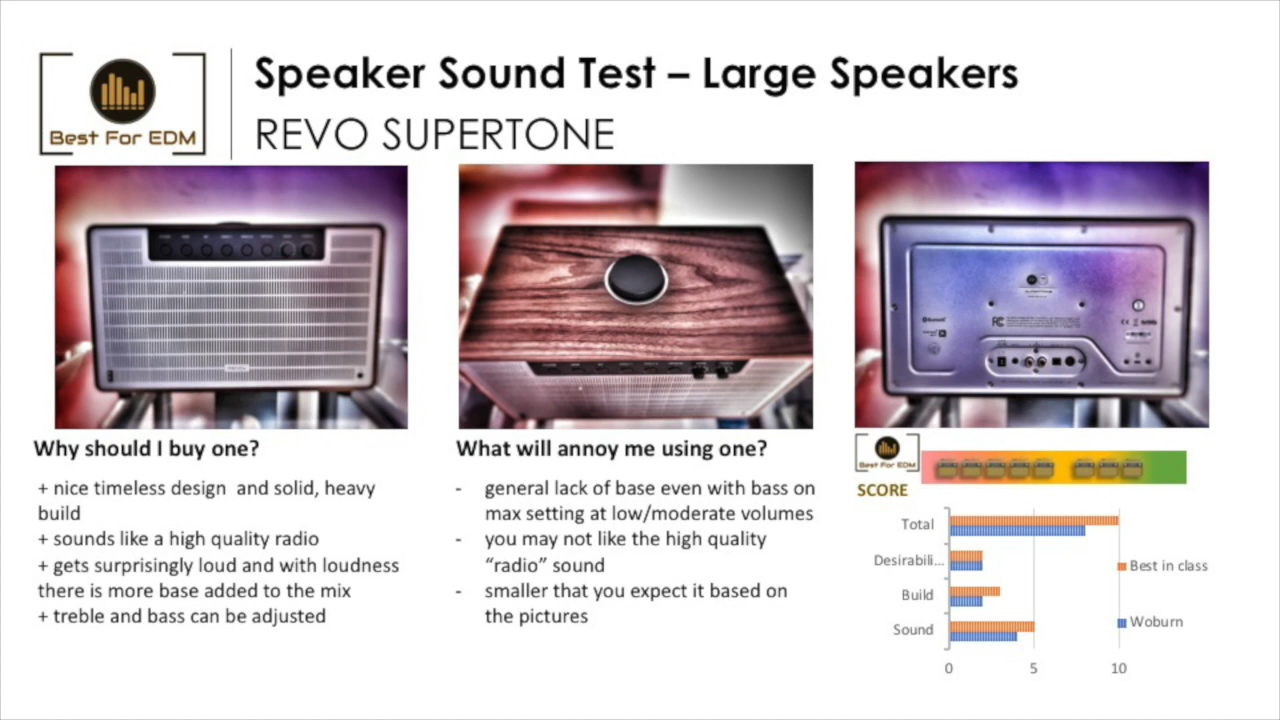 Best For EDM
Speaker Sound Test – Large Speakers
REVO SUPERTONE
Why should I buy one?
+ nice timeless design and solid, heavy
build
+ sounds like a high quality radio
+ gets surprisingly loud and with loudness
there is more base added to the mix
+ treble and bass can be adjusted
What will annoy me using one?
- general lack of base even with bass on
max setting at low/moderate volumes
- you may not like the high quality
“radio” sound
- smaller that you expect it based on
the pictures
Best For EDM
SCORE
Total
Desirabili...
Build
Sound
0 5 10
Best in class
Woburn